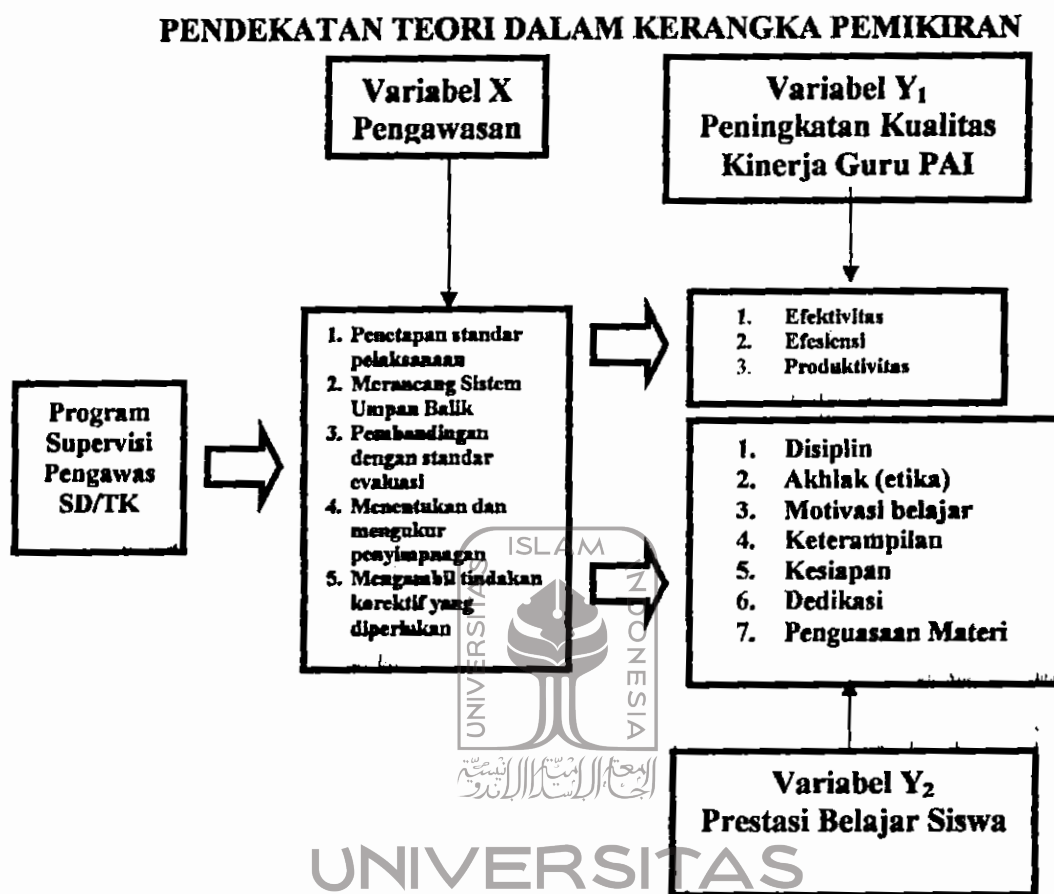 PENDEKATAN TEORI DALAM KERANGKA PEMIKIRAN
Variabel X
Pengawasan
Variabel Y₁
Peningkatan Kualitas
Kinerja Guru PAI
Program
Supervisi
Pengawas
SD/TK
1. Penetapan standar
pelaksanaan
2. Merancang Sistem
Umpan Balik
3. Pembandingan
dengan standar
evaluasi
4. Menentukan dan
mengukur
penyimpnagan
5. Mengambil tindakan
korektif yang
diperlukan
1. Efektivitas
2. Efesiensi
3. Produktivitas
1. Disiplin
2. Akhlak (etika)
3. Motivasi belajar
4. Keterampilan
5. Kesiapan
6. Dedikasi
7. Penguasaan Materi
Variabel Y₂
Prestasi Belajar Siswa
UNIVERSITAS
ISLAM
INDONESIA
UNIVERSITAS